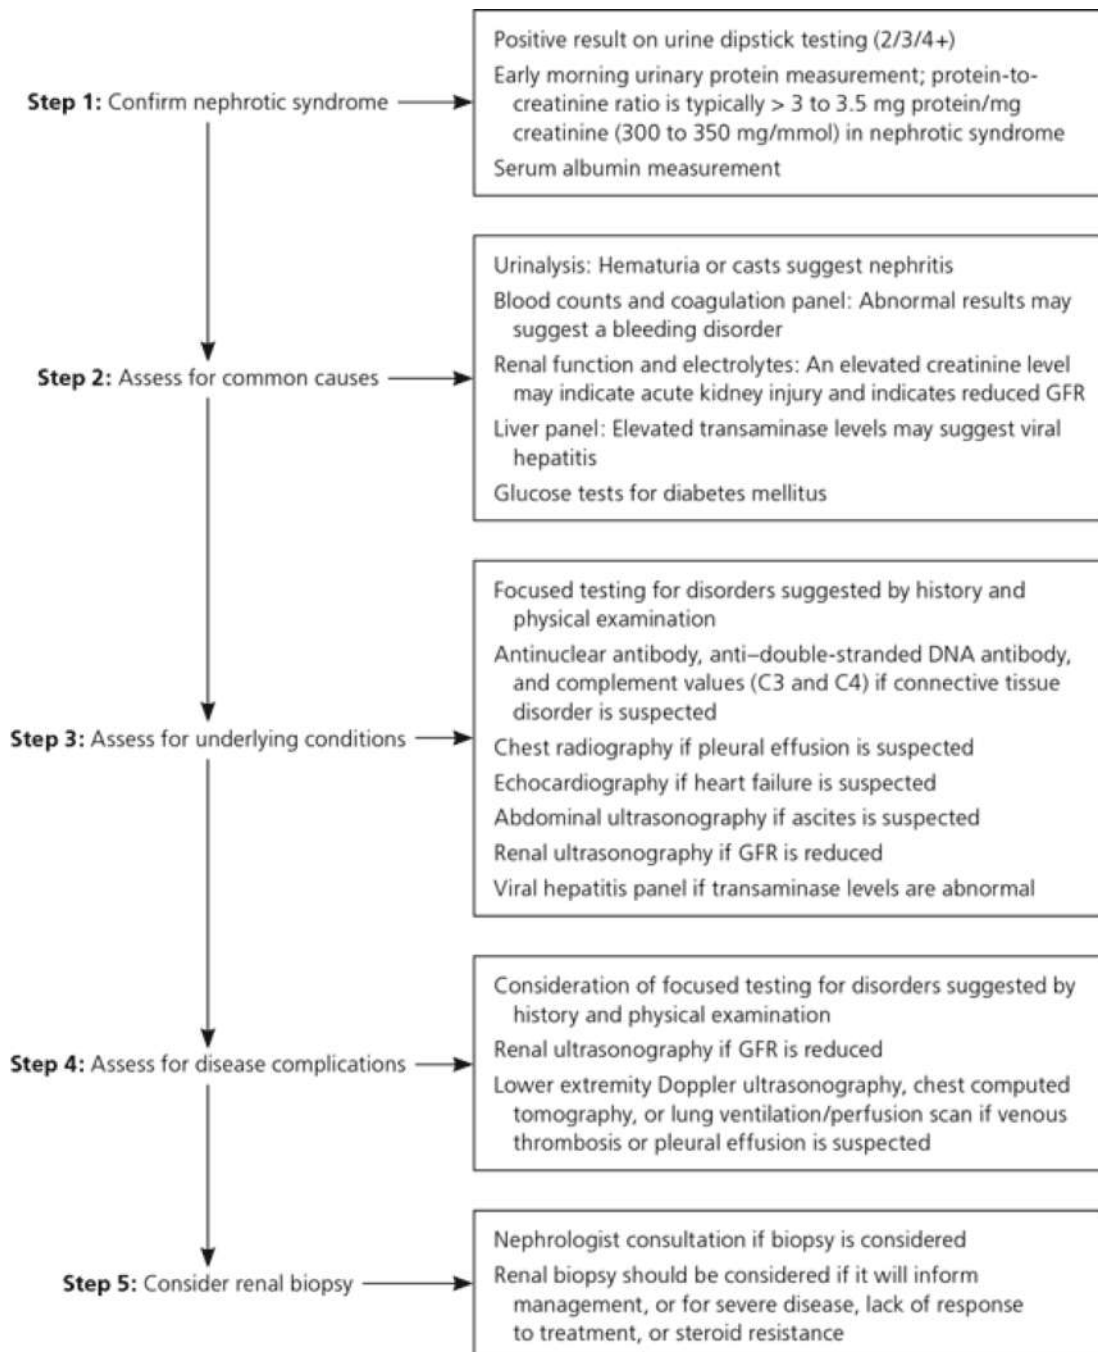 Positive result on urine dipstick testing (2/3/4+)
Early morning urinary protein measurement; protein-to-
creatinine ratio is typically > 3 to 3.5 mg protein/mg
creatinine (300 to 350 mg/mmol) in nephrotic syndrome
Serum albumin measurement
Step 1: Confirm nephrotic syndrome
Urinalysis: Hematuria or casts suggest nephritis
Blood counts and coagulation panel: Abnormal results may
suggest a bleeding disorder
Renal function and electrolytes: An elevated creatinine level
may indicate acute kidney injury and indicates reduced GFR
Liver panel: Elevated transaminase levels may suggest viral
hepatitis
Glucose tests for diabetes mellitus
Step 2: Assess for common causes
Focused testing for disorders suggested by history and
physical examination
Antinuclear antibody, anti–double-stranded DNA antibody,
and complement values (C3 and C4) if connective tissue
disorder is suspected
Chest radiography if pleural effusion is suspected
Echocardiography if heart failure is suspected
Abdominal ultrasonography if ascites is suspected
Renal ultrasonography if GFR is reduced
Viral hepatitis panel if transaminase levels are abnormal
Step 3: Assess for underlying conditions
Consideration of focused testing for disorders suggested by
history and physical examination
Renal ultrasonography if GFR is reduced
Lower extremity Doppler ultrasonography, chest computed
tomography, or lung ventilation/perfusion scan if venous
thrombosis or pleural effusion is suspected
Step 4: Assess for disease complications
Nephrologist consultation if biopsy is considered
Renal biopsy should be considered if it will inform
management, or for severe disease, lack of response
to treatment, or steroid resistance
Step 5: Consider renal biopsy